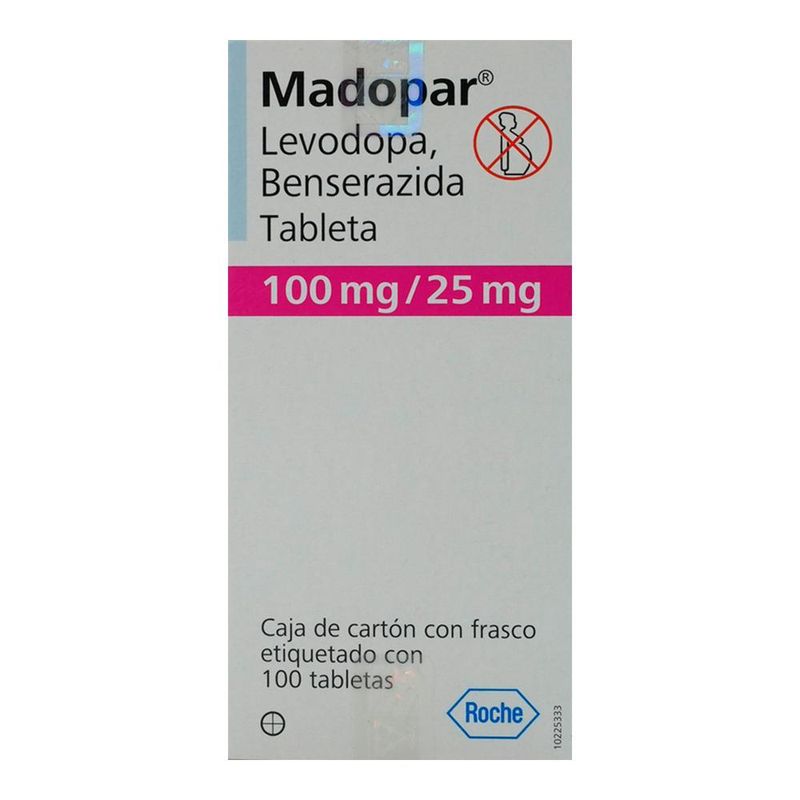 Madopar®
Levodopa,
Benserazida
Tableta
100 mg/25 mg
Caja de cartón con frasco
etiquetado con
100 tabletas
Roche
10225333